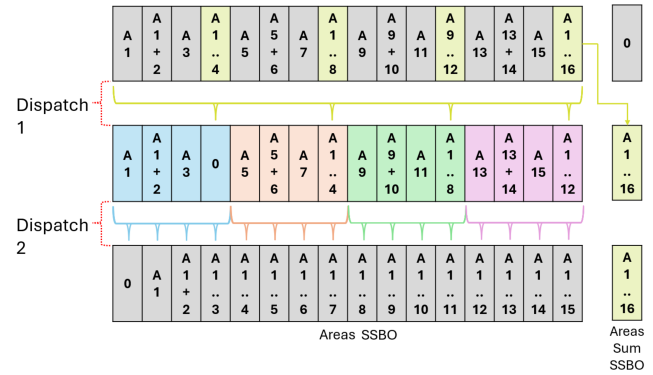 A 1 A 1 + 2 A 3 A 1 .. 4 A 5 A 5 + 6 A 7 A 1 .. 8 A 9 A 9 + 10 A 11 A 9 .. 12 A 13 A 13 + 14 A 15 A 1 .. 16 0
Dispatch
1
A 1 A 1 + 2 A 3 0 A 5 A 5 + 6 A 7 A 1 .. 4 A 9 A 9 + 10 A 11 A 1 .. 8 A 13 A 13 + 14 A 15 A 1 .. 12 A 1 .. 16
Dispatch
2
0 A 1 A 1 + 2 A 1 .. 3 A 1 .. 4 A 1 .. 5 A 1 .. 6 A 1 .. 7 A 1 .. 8 A 1 .. 9 A 1 .. 10 A 1 .. 11 A 1 .. 12 A 1 .. 13 A 1 .. 14 A 1 .. 15 A 1 .. 16
Areas SSBO
Areas
Sum
SSBO